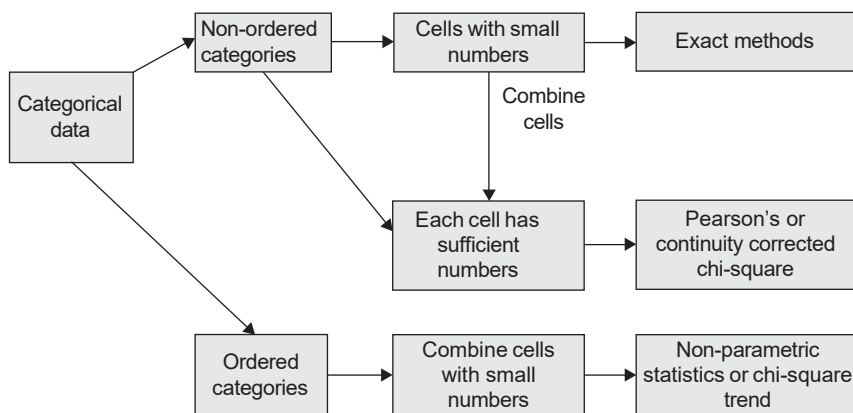 Non-ordered
categories
Cells with small
numbers
Exact methods
Categorical
data
Combine
cells
Each cell has
sufficient
numbers
Pearson’s or
continuity corrected
chi-square
Ordered
categories
Combine cells
with small
numbers
Non-parametric
statistics or chi-square
trend